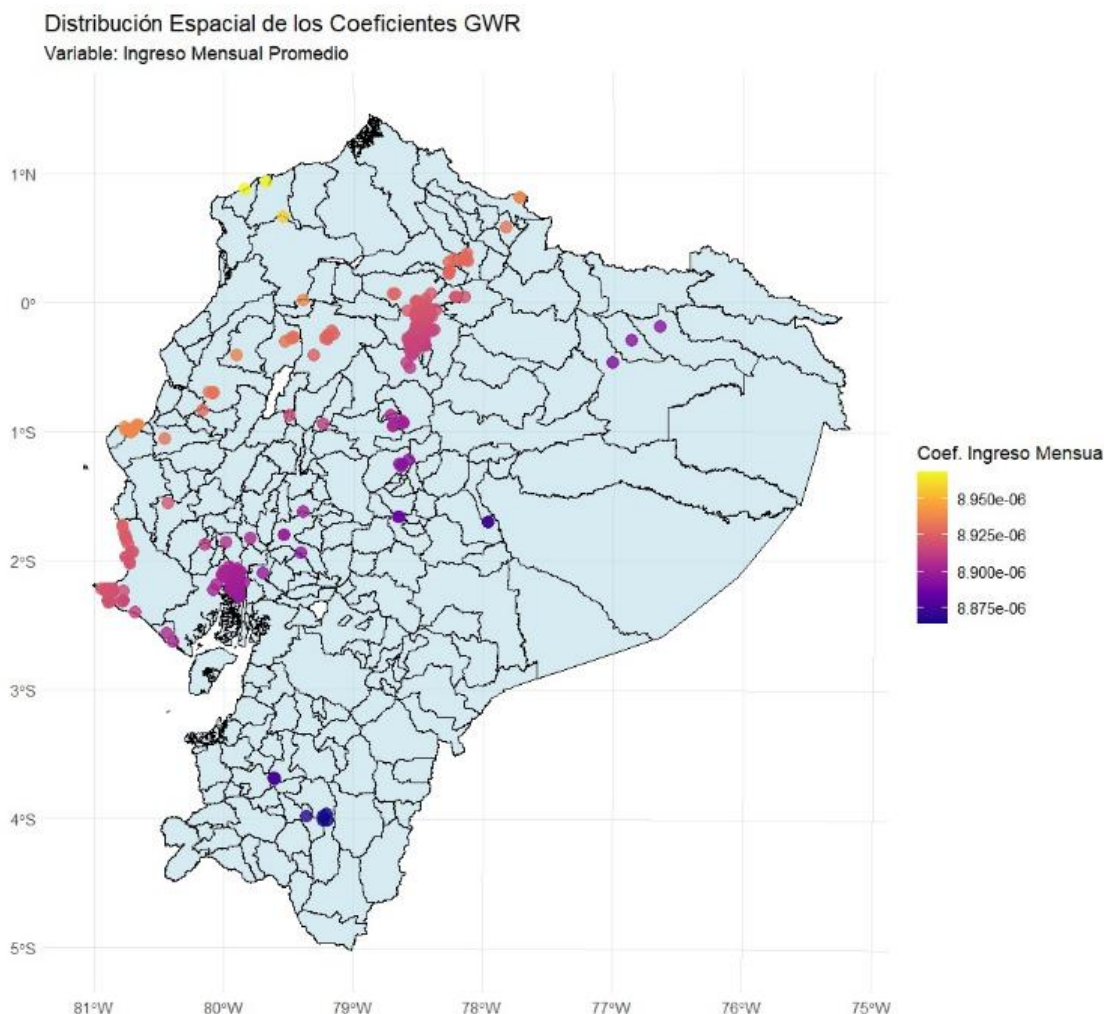 Distribución Espacial de los Coeficientes GWR
Variable: Ingreso Mensual Promedio
1°N
0°
1°S
2°S
3°S
4°S
5°S
81°W 80°W 79°W 78°W 77°W 76°W 75°W
Coef. Ingreso Mensua
8.950e-06
8.925e-06
8.900e-06
8.875e-06